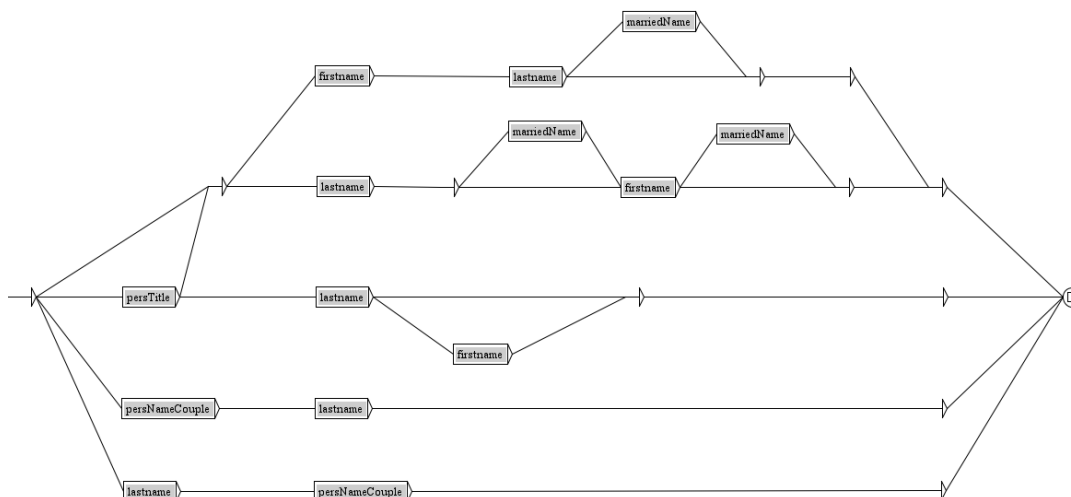 marriedName
firstname lastname
marriedName marriedName
lastname firstname
persTitle lastname
firstname
persNameCouple lastname
lastname persNameCouple